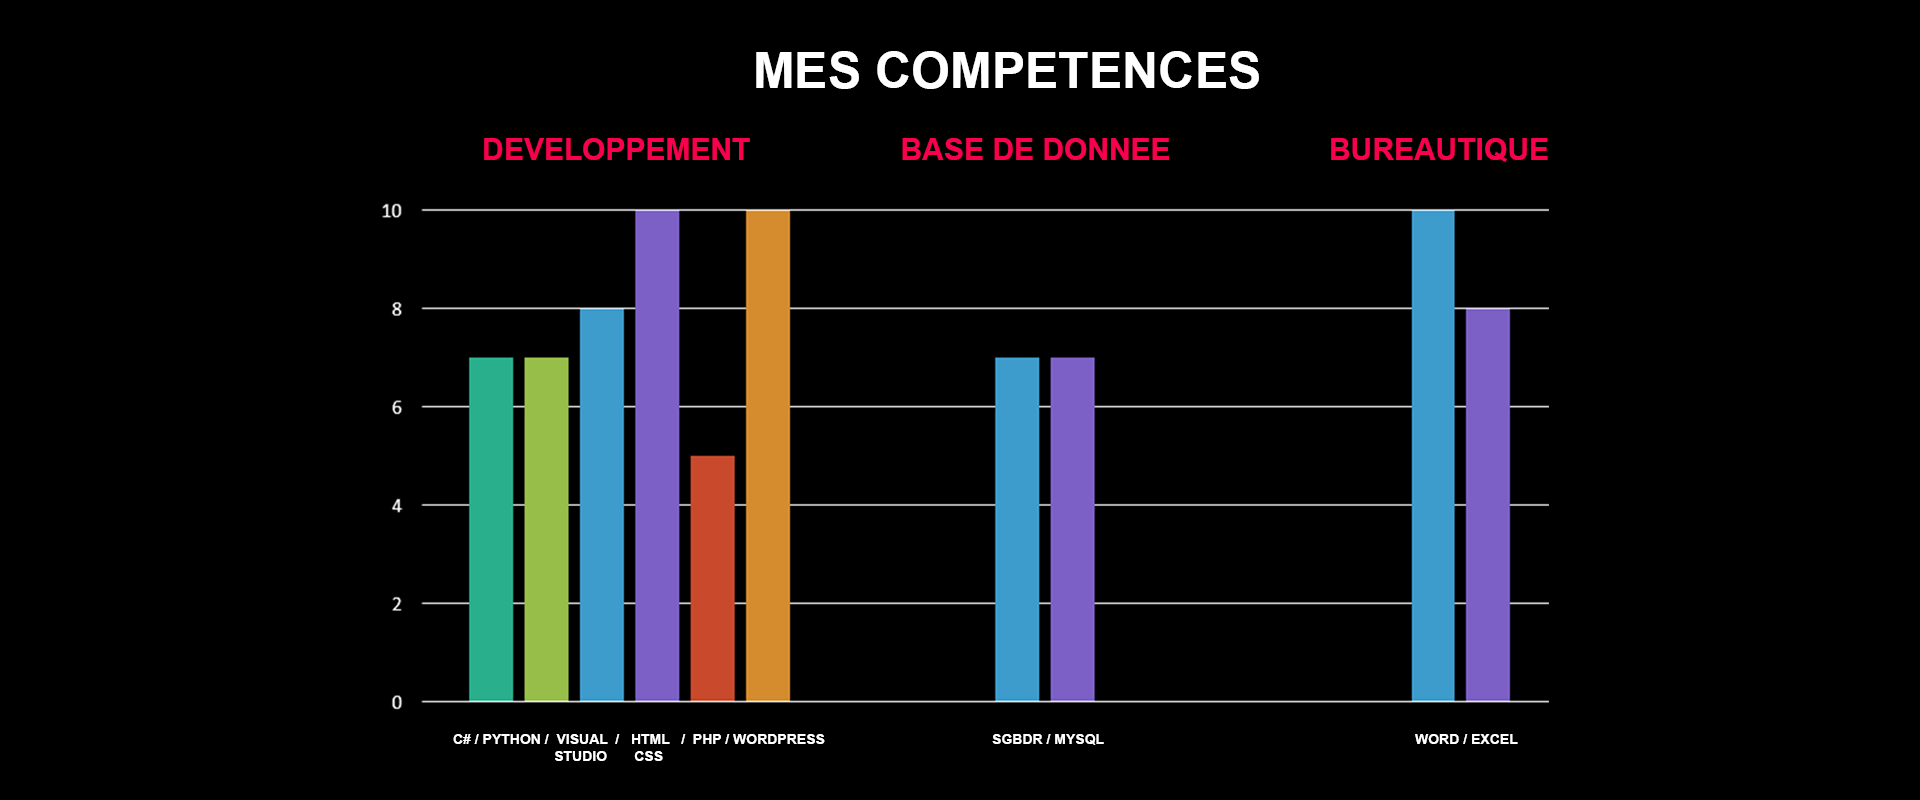 MES COMPETENCES
DEVELOPPEMENT
BASE DE DONNEE
BUREAUTIQUE
10
8
6
4
2
0
C# / PYTHON / VISUAL / HTML / PHP / WORDPRESS
STUDIO CSS
SGBDR / MYSQL
WORD / EXCEL